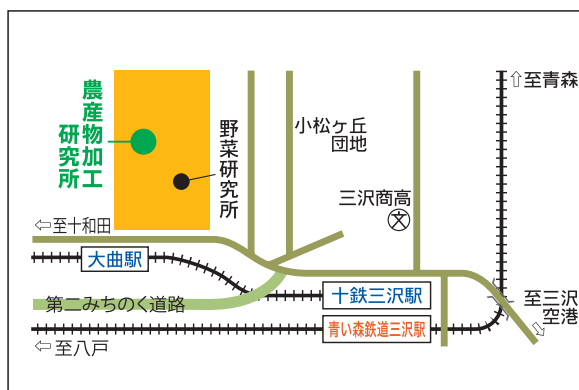 農産物加工
研究所
野菜研究所
小松ヶ丘
団地
三沢商高
文
⇧至青森
⇦至十和田
大曲駅
第二みちのく道路
十鉄三沢駅
青い森鉄道三沢駅
⇦至八戸
至三沢
空港